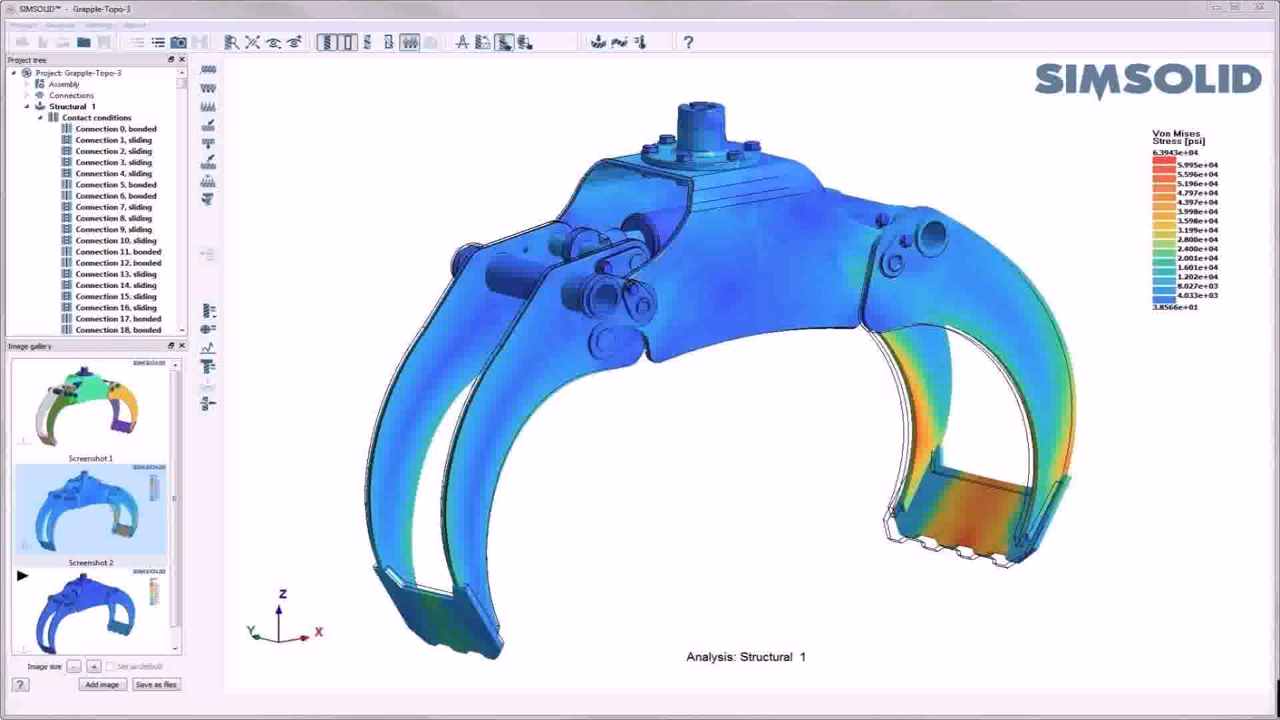 SIMSOLID™ - Grapple-Topo-3
Project tree
Project: Grapple-Topo-3
Assembly
Connections
Structural 1
Contact conditions
Connection 0, bonded
Connection 1, sliding
Connection 2, sliding
Connection 3, sliding
Connection 4, sliding
Connection 5, bonded
Connection 6, bonded
Connection 7, sliding
Connection 8, sliding
Connection 9, sliding
Connection 10, sliding
Connection 11, bonded
Connection 12, bonded
Connection 13, sliding
Connection 14, sliding
Connection 15, sliding
Connection 16, sliding
Connection 17, bonded
Connection 18, bonded
Image gallery
Screenshot 1
Screenshot 2
Image size
- +
Set as default
?
Add image
Save as files
SIMSOLID
Von Mises
Stress [psi]
6.3943e+04
5.995e+04
5.596e+04
5.196e+04
4.797e+04
4.397e+04
3.998e+04
3.598e+04
3.199e+04
2.800e+04
2.400e+04
2.001e+04
1.601e+04
1.202e+04
8.027e+03
4.033e+03
3.8566e+01
Z
Y
X
Analysis: Structural 1